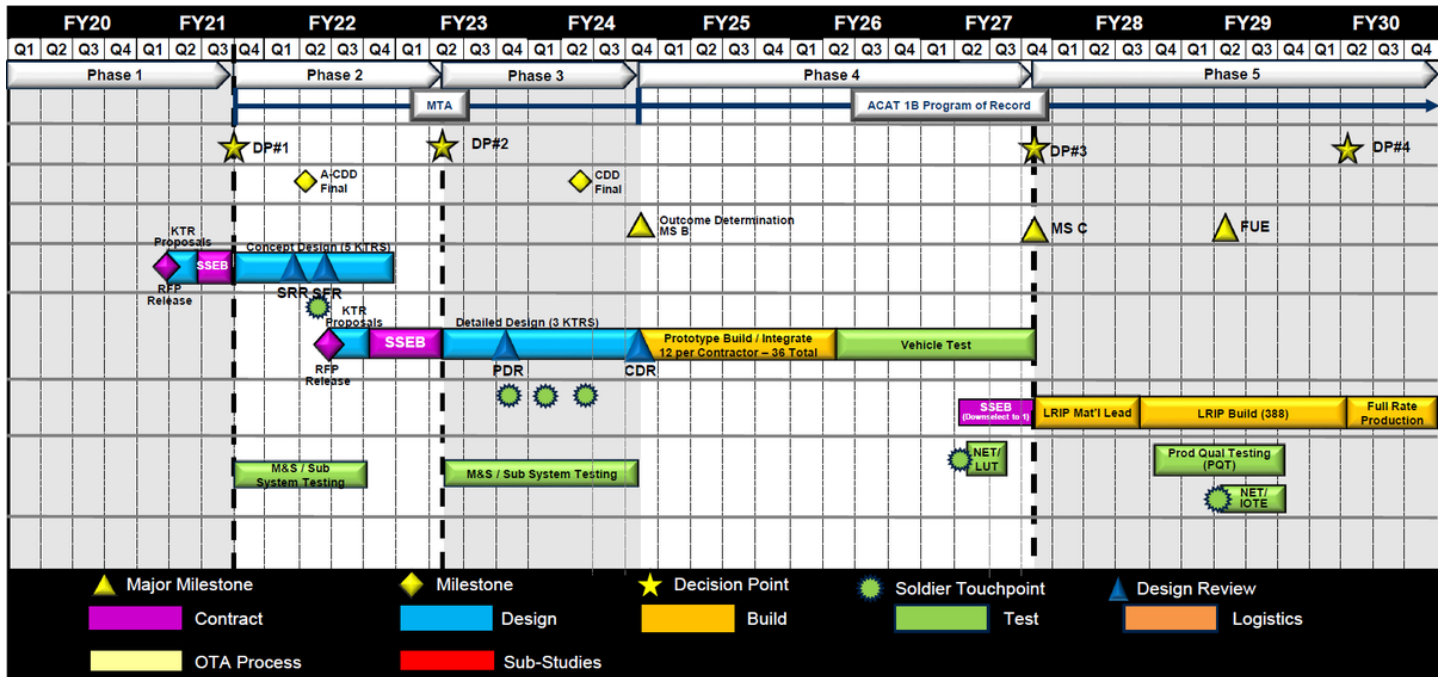 FY20 FY21 FY22 FY23 FY24 FY25 FY26 FY27 FY28 FY29 FY30
Q1 Q2 Q3 Q4 Q1 Q2 Q3 Q4 Q1 Q2 Q3 Q4 Q1 Q2 Q3 Q4 Q1 Q2 Q3 Q4 Q1 Q2 Q3 Q4 Q1 Q2 Q3 Q4 Q1 Q2 Q3 Q4 Q1 Q2 Q3 Q4 Q1 Q2 Q3 Q4 Q1 Q2 Q3 Q4
Phase 1 Phase 2 Phase 3 Phase 4 Phase 5
MTA ACAT 1B Program of Record
DP#1 DP#2 DP#3 DP#4
A-CDD
Final
CDD
Final
Outcome Determination
MS B
MS C
FUE
KTR
Proposals
Concept Design (5 KTRS)
SSEB
RFP
Release
SRR SFR
KTR
Proposals
Detailed Design (3 KTRS)
SSEB
Prototype Build / Integrate
12 per Contractor – 36 Total
Vehicle Test
RFP
Release
PDR
CDR
SSEB
(Downselect to 1)
LRIP Mat'l Lead
LRIP Build (388)
Full Rate
Production
M&S / Sub
System Testing
M&S / Sub System Testing
NET/
LUT
Prod Qual Testing
(PQT)
NET/
IOTE
Major Milestone Milestone Decision Point Soldier Touchpoint Design Review
Contract Design Build Test Logistics
OTA Process Sub-Studies